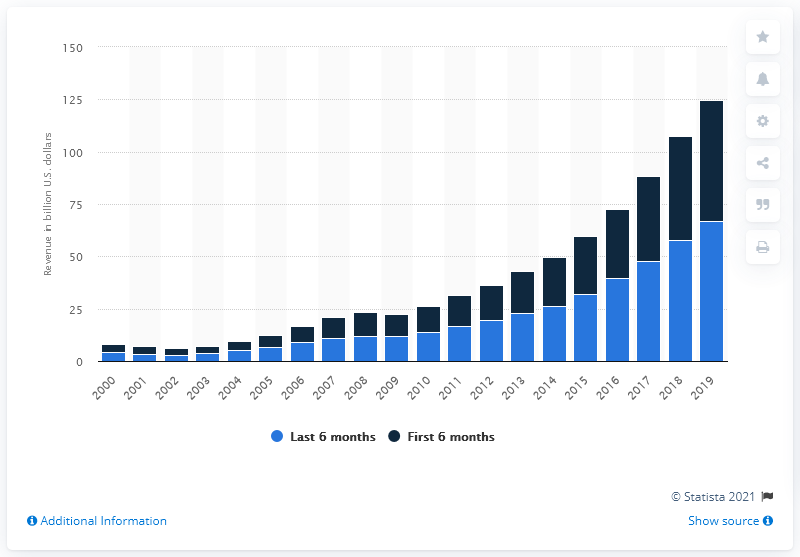 150
125
100
75
50
25
0
Revenue in billion U.S. dollars
2000 2001 2002 2003 2004 2005 2006 2007 2008 2009 2010 2011 2012 2013 2014 2015 2016 2017 2018 2019
Last 6 months First 6 months
© Statista 2021
Additional Information Show source